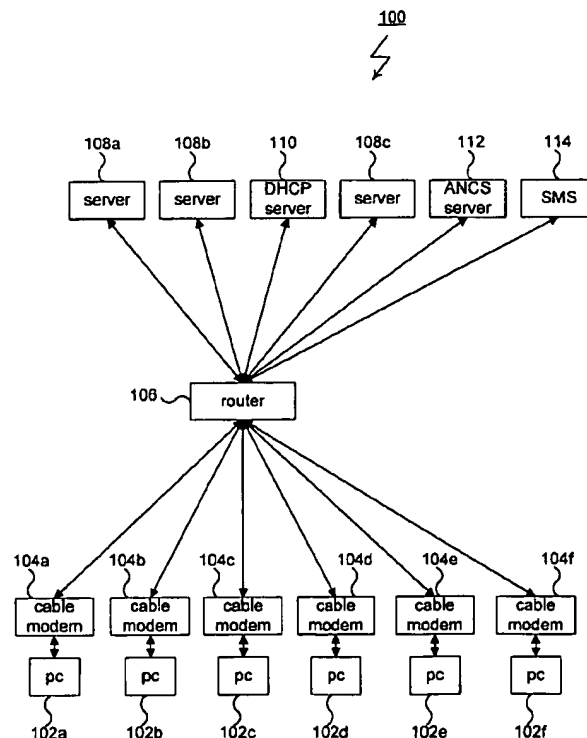 100
108a 108b 110 108c 112 114
server server DHCP server server ANCS server SMS
106 router
104a 104b 104c 104d 104e 104f
cable modem cable modem cable modem cable modem cable modem cable modem
pc pc pc pc pc pc
102a 102b 102c 102d 102e 102f